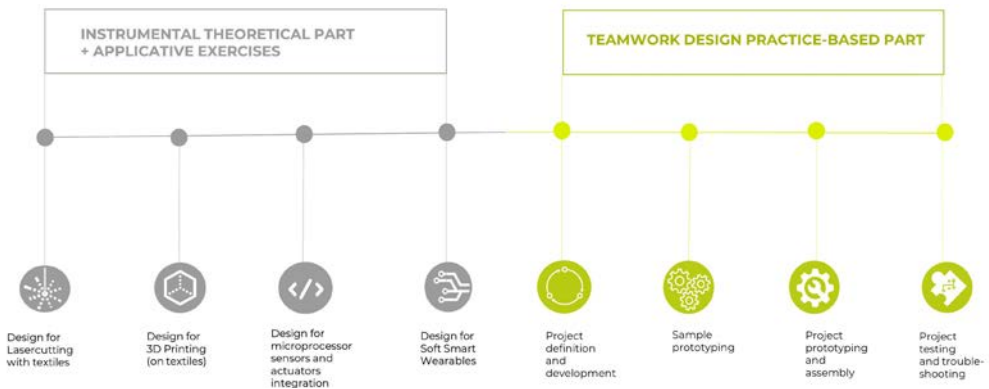 INSTRUMENTAL THEORETICAL PART
+ APPLICATIVE EXERCISES
TEAMWORK DESIGN PRACTICE-BASED PART
Design for
Lasercutting
with textiles
Design for
3D Printing
(on textiles)
Design for
microprocessor
sensors and
actuators
integration
Design for
Soft Smart
Wearables
Project
definition
and
development
Sample
prototyping
Project
prototyping
and
assembly
Project
testing
and trouble-
shooting